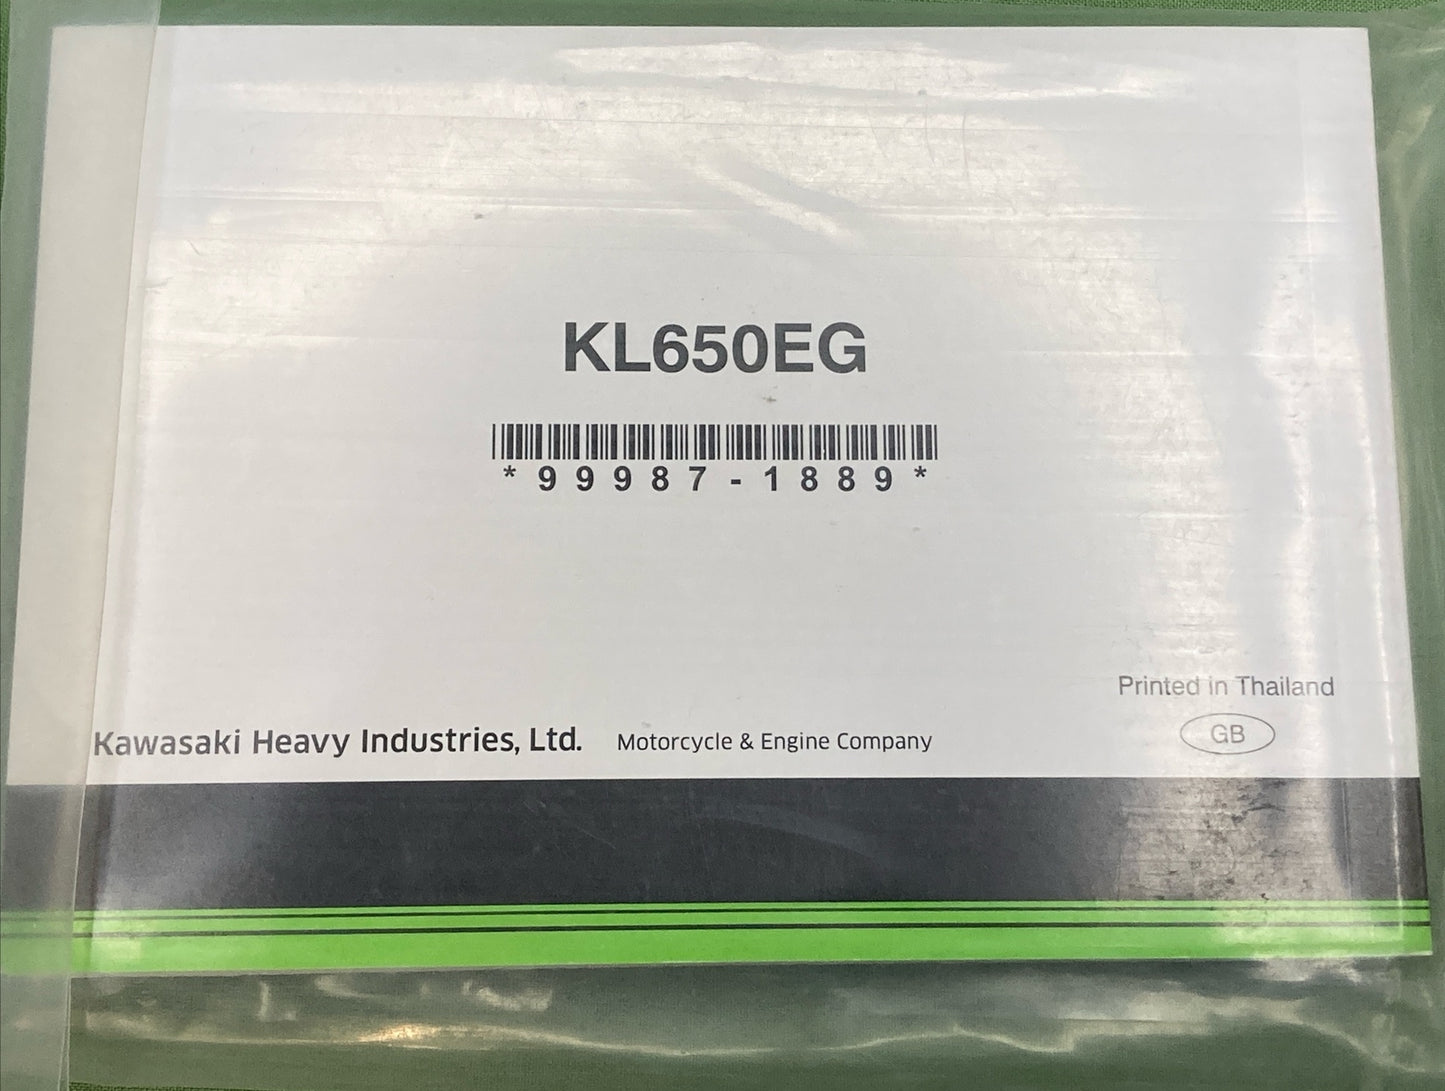 KL650EG
*99987-1889*
Printed in Thailand
GB
Kawasaki Heavy Industries, Ltd. Motorcycle & Engine Company